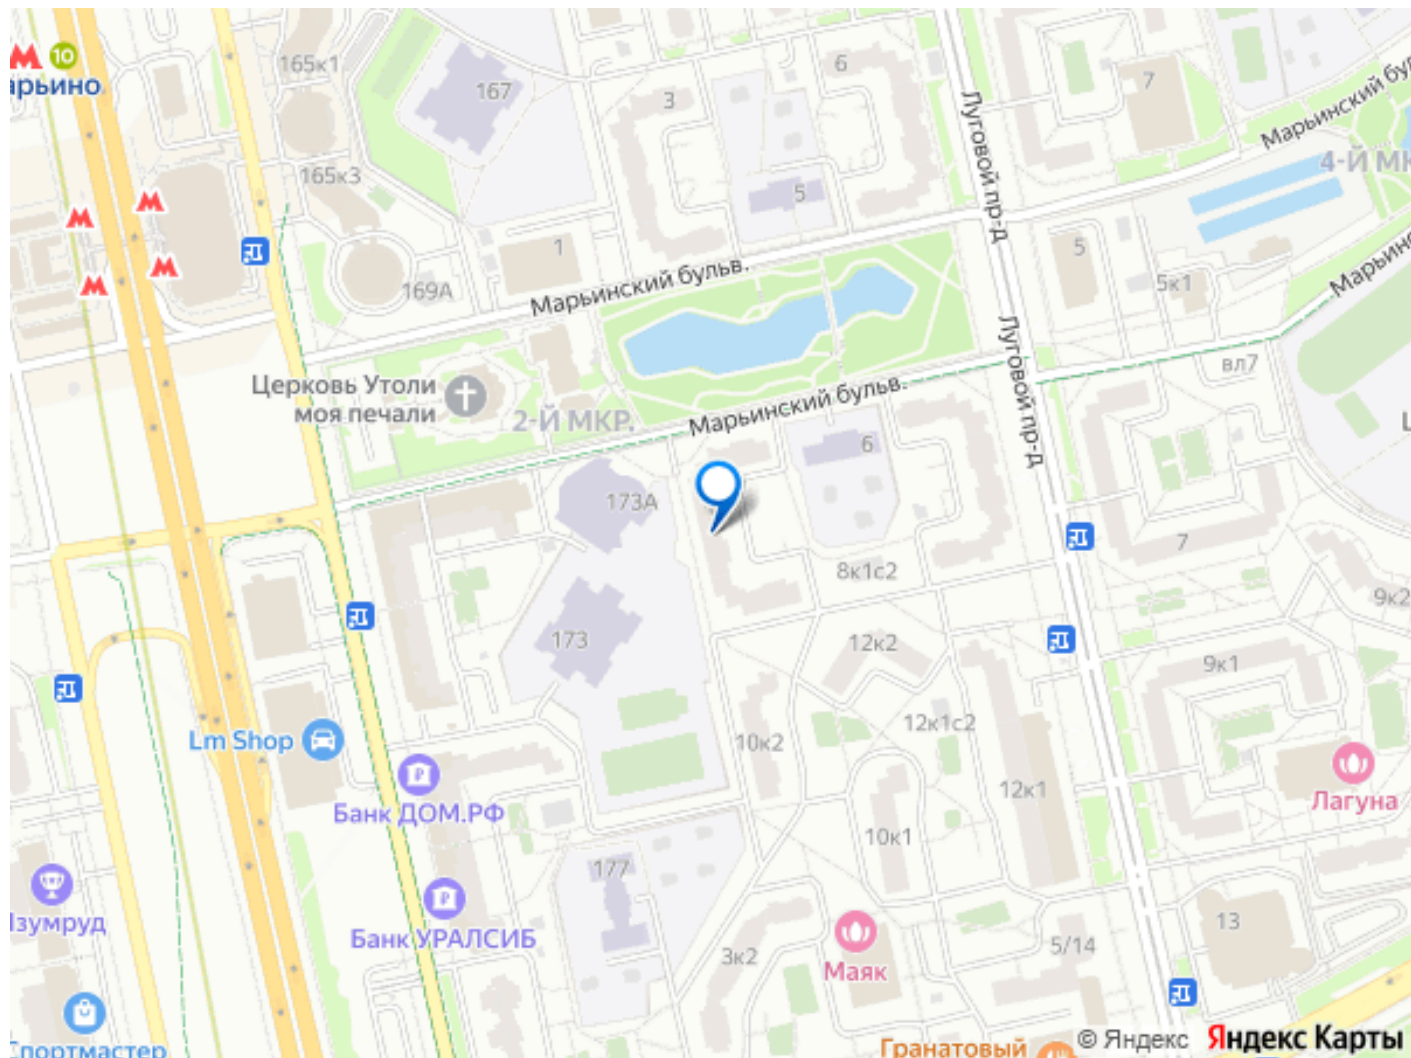 10
арьино
165к1
167
3
6
7
Луговой пр-д
Марьинский бул
4-Й МК
165к3
5
1
169А
Марьинский бульв.
5
5к1
Марьинс
Луговой пр-д
вл7
Церковь Утоли
моя печали
2-Й МКР.
Марьинский бульв.
6
173А
7
8к1с2
9к2
173
12к2
9к1
12к1с2
10к2
Lm Shop
Банк ДОМ.РФ
12к1
Лагуна
10к1
177
Изумруд
Банк УРАЛСИБ
13
5/14
3к2
Маяк
Спортмастер
Гранатовый
© Яндекс Яндекс Карты